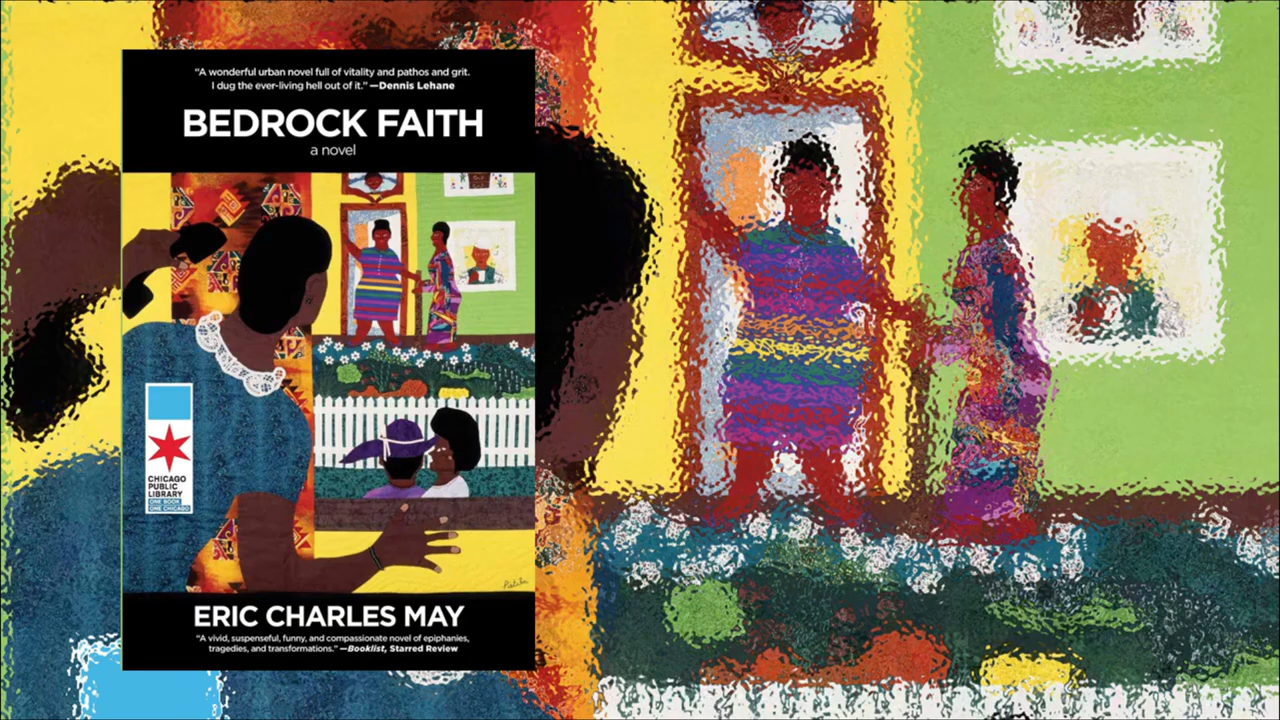 "A wonderful urban novel full of vitality and pathos and grit.
I dug the ever-living hell out of it." —Dennis Lehane
BEDROCK FAITH
a novel
CHICAGO
PUBLIC
LIBRARY
ONE BOOK,
ONE CHICAGO
ERIC CHARLES MAY
"A vivid, suspenseful, funny, and compassionate novel of epiphanies,
tragedies, and transformations." —Booklist, Starred Review